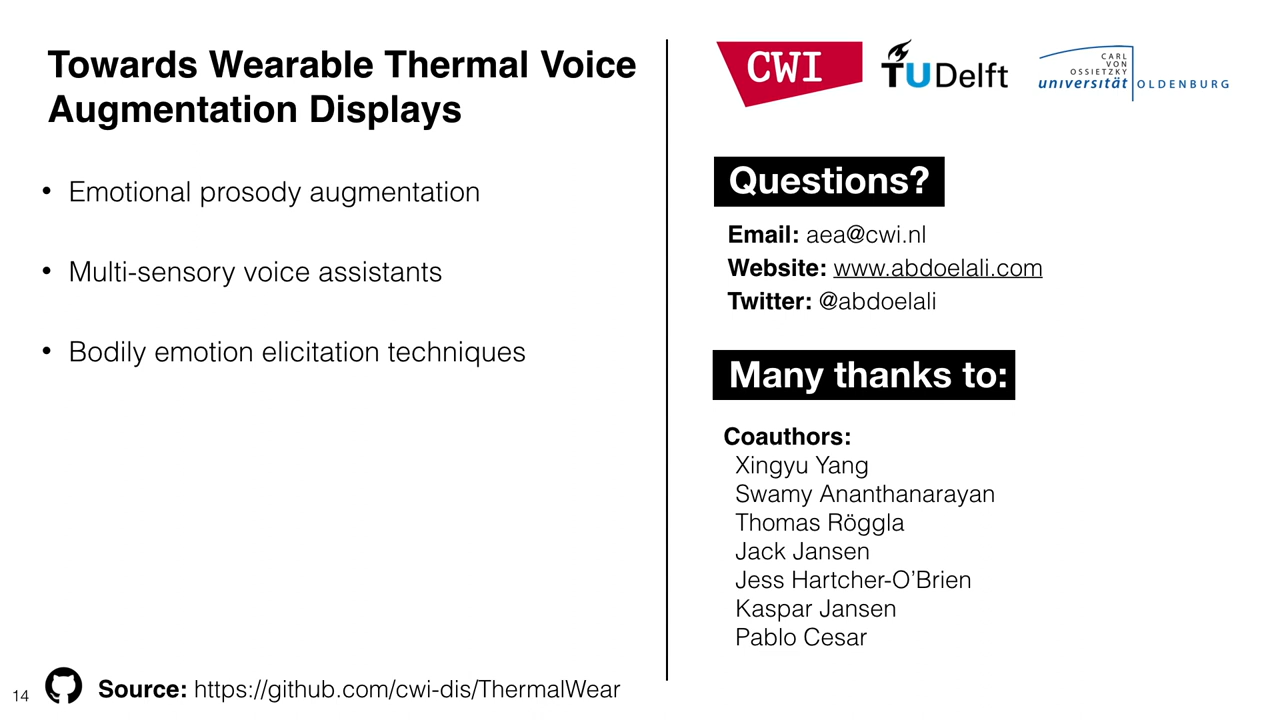 Towards Wearable Thermal Voice
Augmentation Displays
• Emotional prosody augmentation
• Multi-sensory voice assistants
• Bodily emotion elicitation techniques
14
Source: https://github.com/cwi-dis/ThermalWear
CWI
TUDelft
CARL
VON
OSSIETZKY
universität OLDENBURG
Questions?
Email: aea@cwi.nl
Website: www.abdoelali.com
Twitter: @abdoelali
Many thanks to:
Coauthors:
Xingyu Yang
Swamy Ananthanarayan
Thomas Röggla
Jack Jansen
Jess Hartcher-O’Brien
Kaspar Jansen
Pablo Cesar